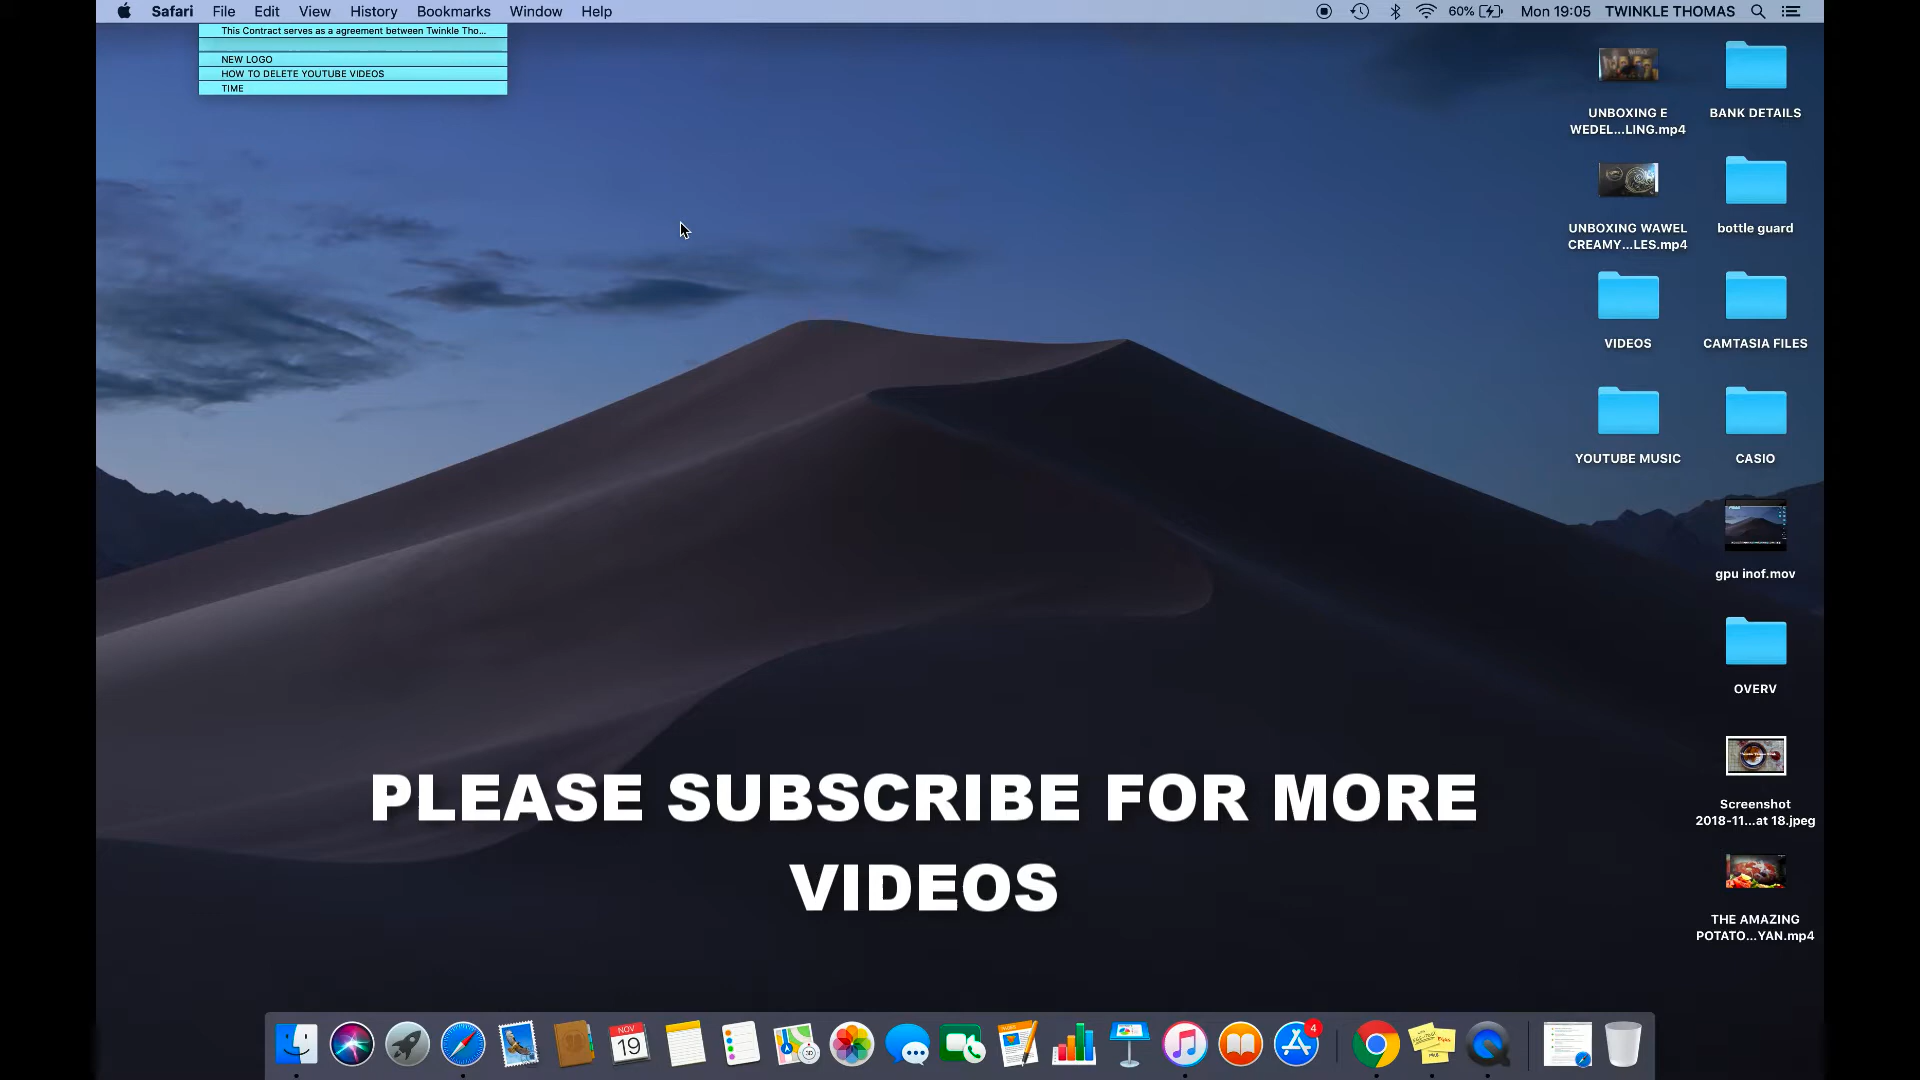 Safari File Edit View History Bookmarks Window Help
60% Mon 19:05 TWINKLE THOMAS
This Contract serves as a agreement between Twinkle Tho...
NEW LOGO
HOW TO DELETE YOUTUBE VIDEOS
TIME
UNBOXING E
WEDEL...LING.mp4
BANK DETAILS
UNBOXING WAWEL
CREAMY...LES.mp4
bottle guard
VIDEOS
CAMTASIA FILES
YOUTUBE MUSIC
CASIO
gpu inof.mov
OVERV
Screenshot
2018-11...at 18.jpeg
THE AMAZING
POTATO...YAN.mp4
PLEASE SUBSCRIBE FOR MORE
VIDEOS
NOV
19
3D
4